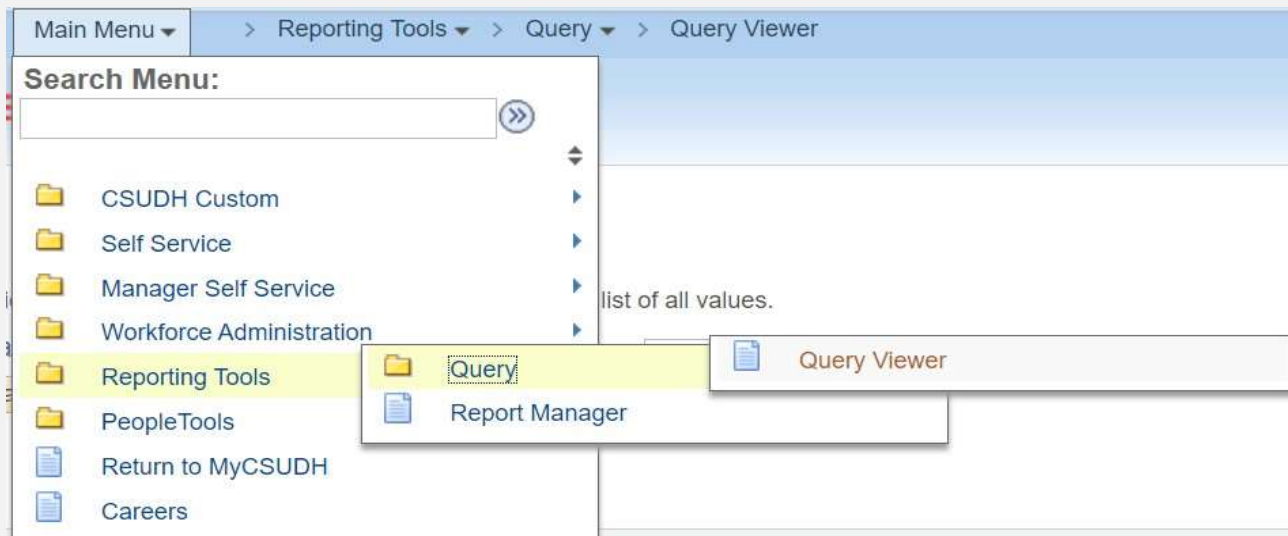 Main Menu > Reporting Tools > Query > Query Viewer
Search Menu:
CSUDH Custom
Self Service
Manager Self Service
list of all values.
Workforce Administration
Reporting Tools
Query
Query Viewer
PeopleTools
Report Manager
Return to MyCSUDH
Careers